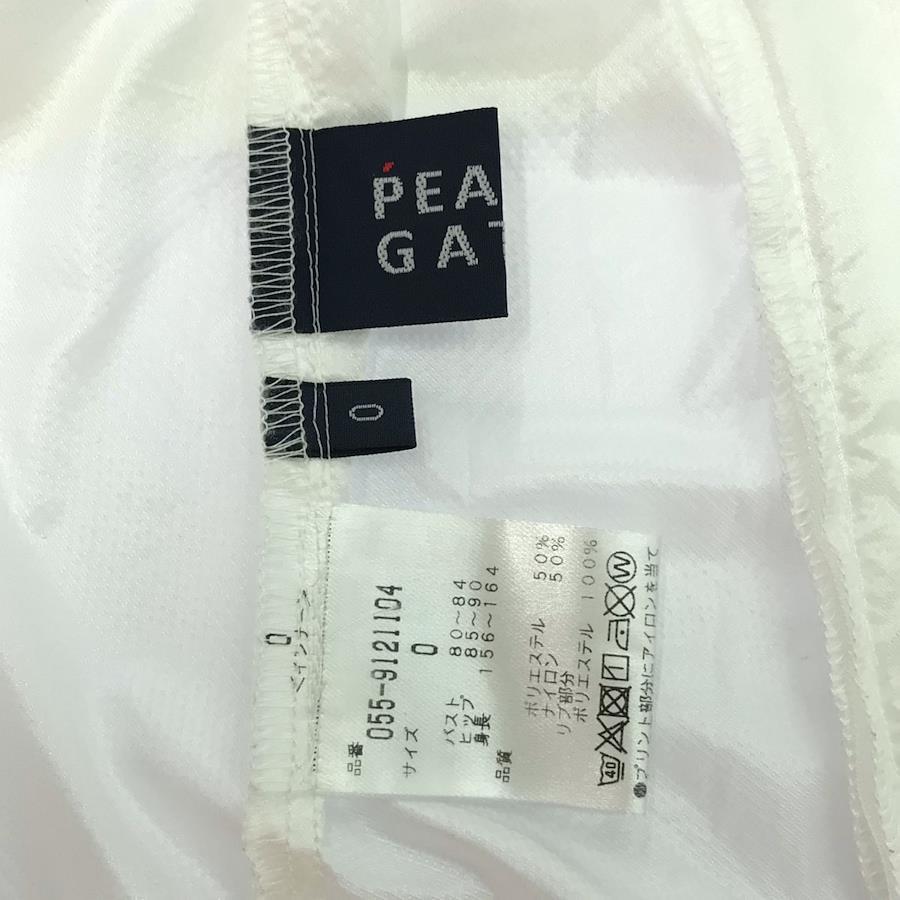 PEA
GAT
0
0
＜インナー＞
品番 055-9121104
サイズ 0
バスト 80～84
ヒップ 85～90
身長 156～164
品質
ポリエステル 50%
ナイロン 50%
リブ部分
ポリエステル 100%
40 W
●プリント部分にアイロンを当て